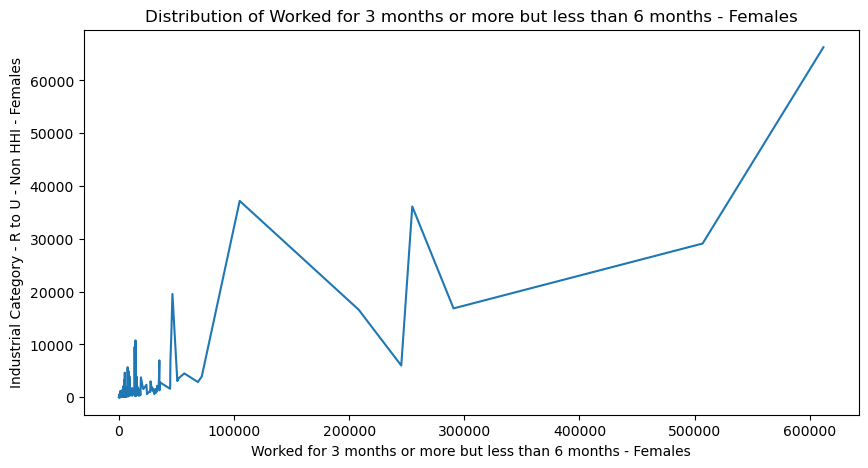 Distribution of Worked for 3 months or more but less than 6 months - Females
Industrial Category - R to U - Non HHI - Females
60000
50000
40000
30000
20000
10000
0
0 100000 200000 300000 400000 500000 600000
Worked for 3 months or more but less than 6 months - Females